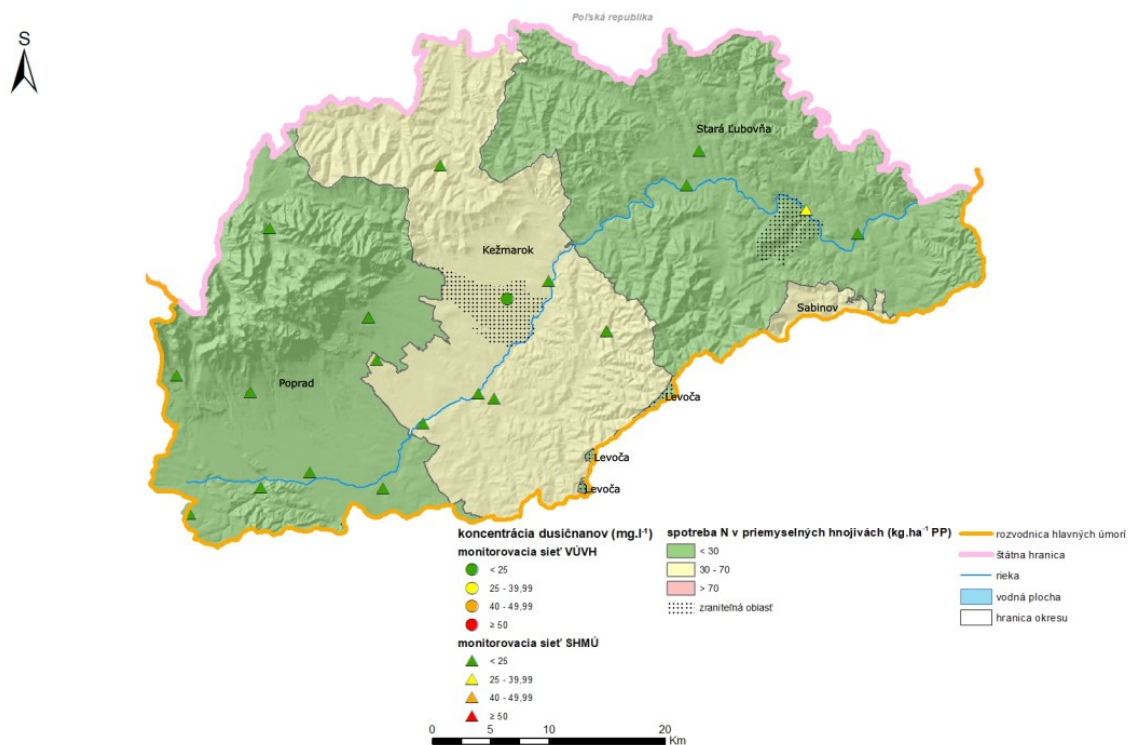 Poľská republika
S
Stará Ľubovňa
Kežmarok
Sabinov
Poprad
Levoča
Levoča
Levoča
koncentrácia dusičnanov (mg.l⁻¹)
monitorovacia sieť VÚVH
< 25
25 - 39,99
40 - 49,99
≥ 50
monitorovacia sieť SHMÚ
< 25
25 - 39,99
40 - 49,99
≥ 50
spotreba N v priemyselných hnojivách (kg.ha⁻¹ PP)
< 30
30 - 70
> 70
zraniteľná oblasť
rozvodnica hlavných úmorí
štátna hranica
rieka
vodná plocha
hranica okresu
0 5 10 20
Km